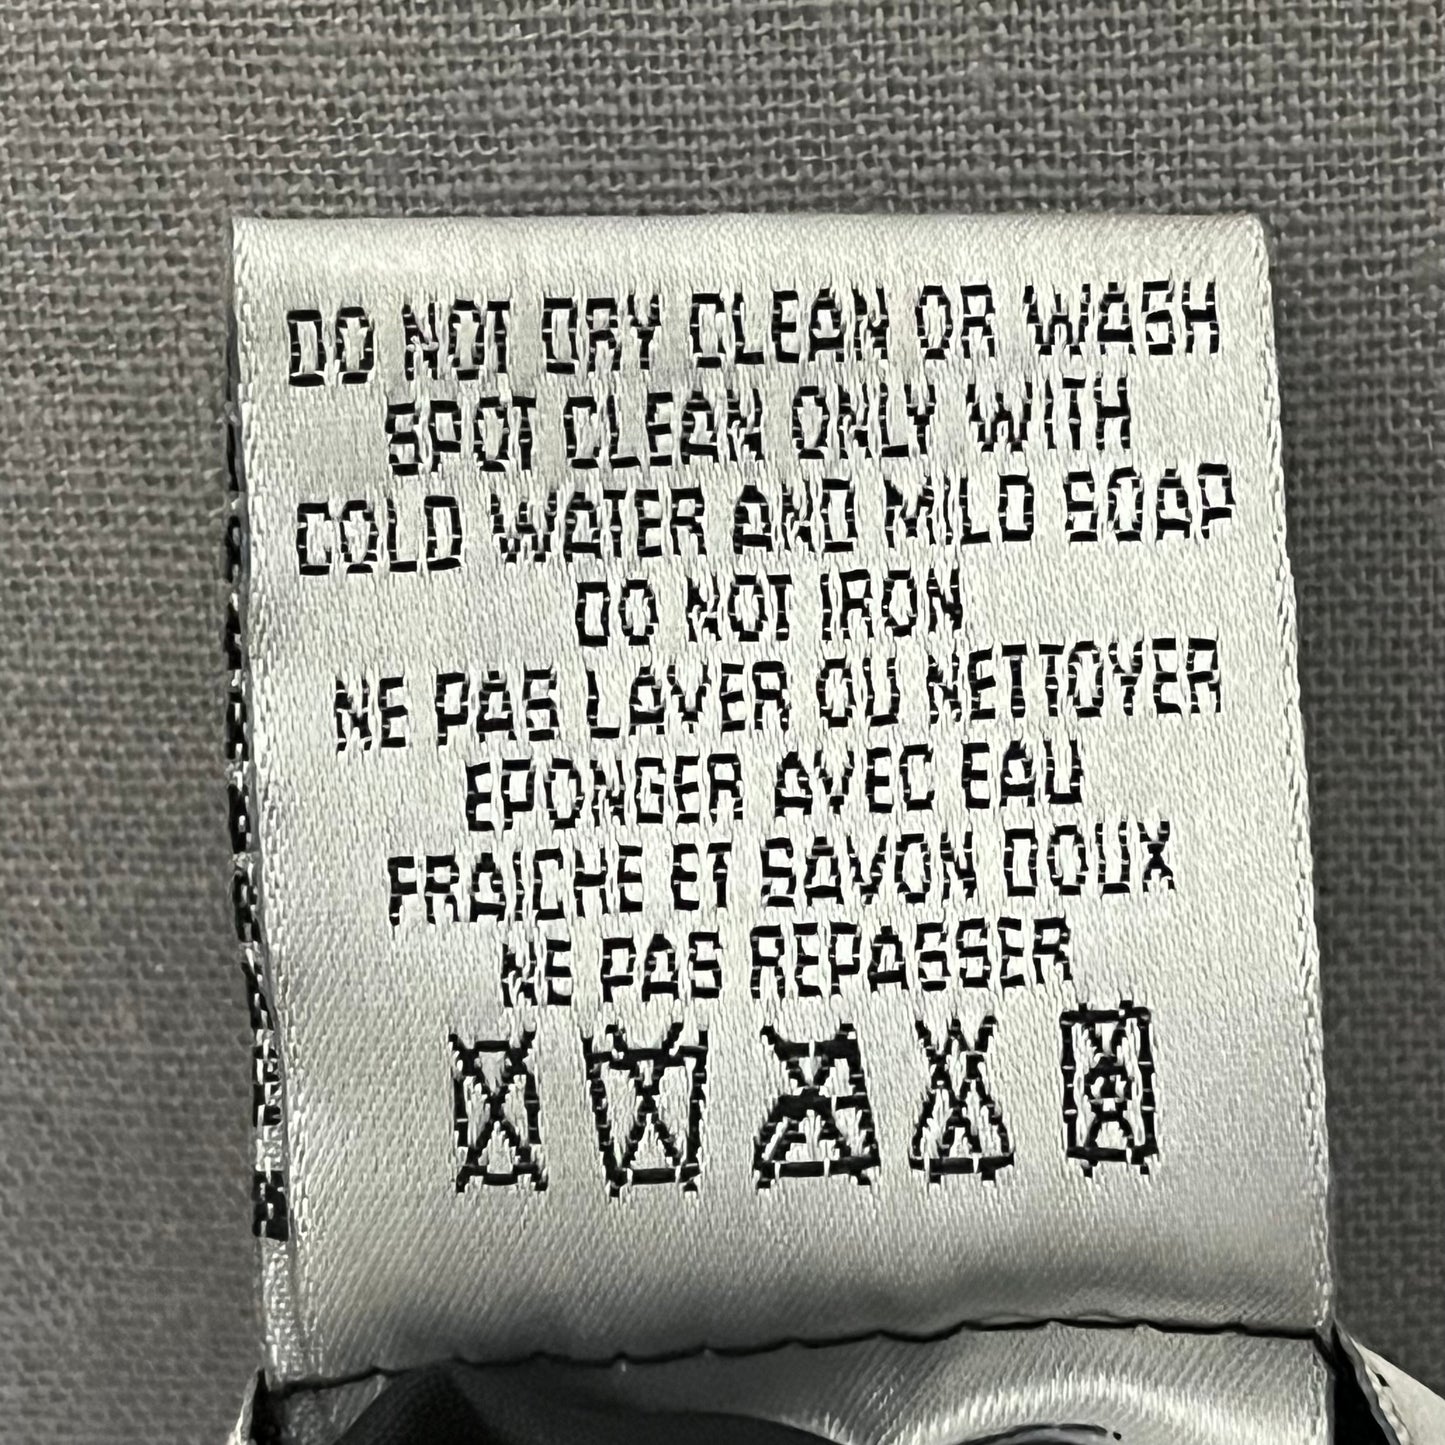 DO NOT DRY CLEAN OR WASH
SPOT CLEAN ONLY WITH
COLD WATER AND MILD SOAP
DO NOT IRON
NE PAS LAVER OU NETTOYER
EPONGER AVEC EAU
FRAICHE ET SAVON DOUX
NE PAS REPASSER